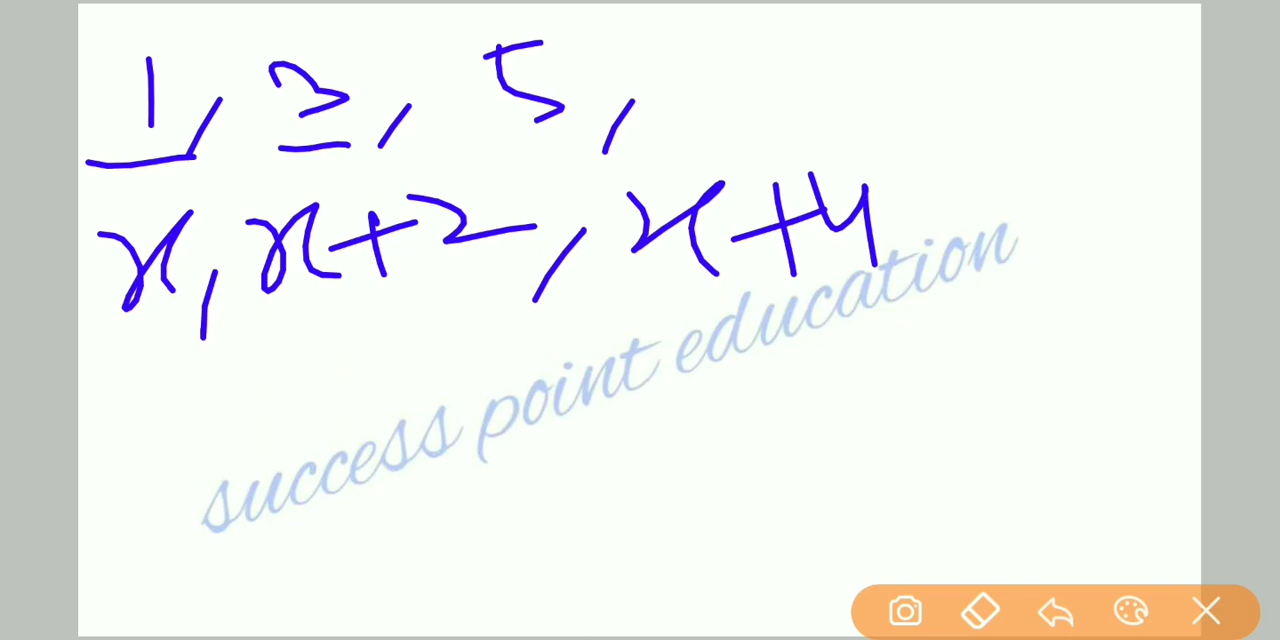 1, 3, 5,
x, x+2, x+4
success point education